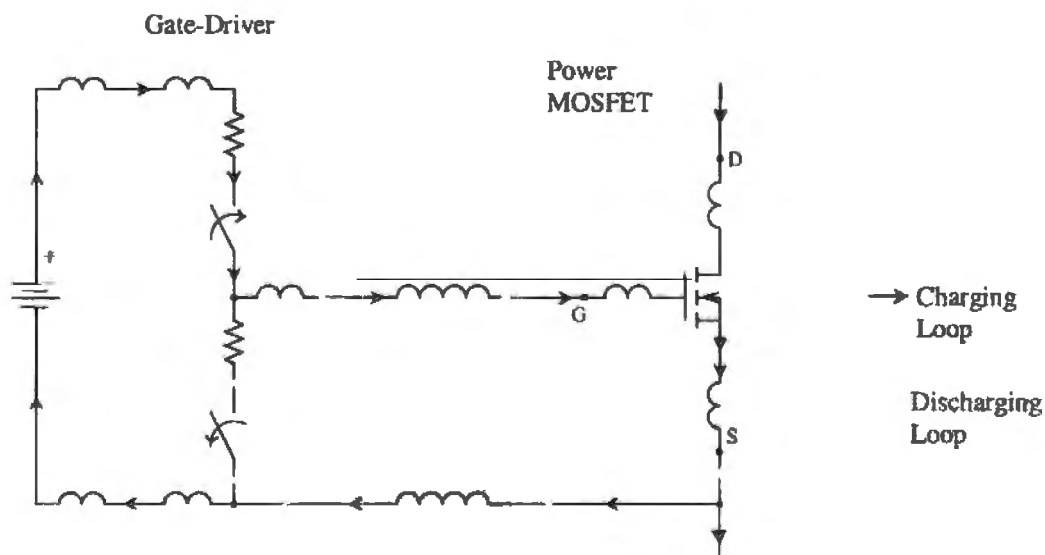 Gate-Driver
Power
MOSFET
D
+
G
Charging
Loop
Discharging
Loop
S